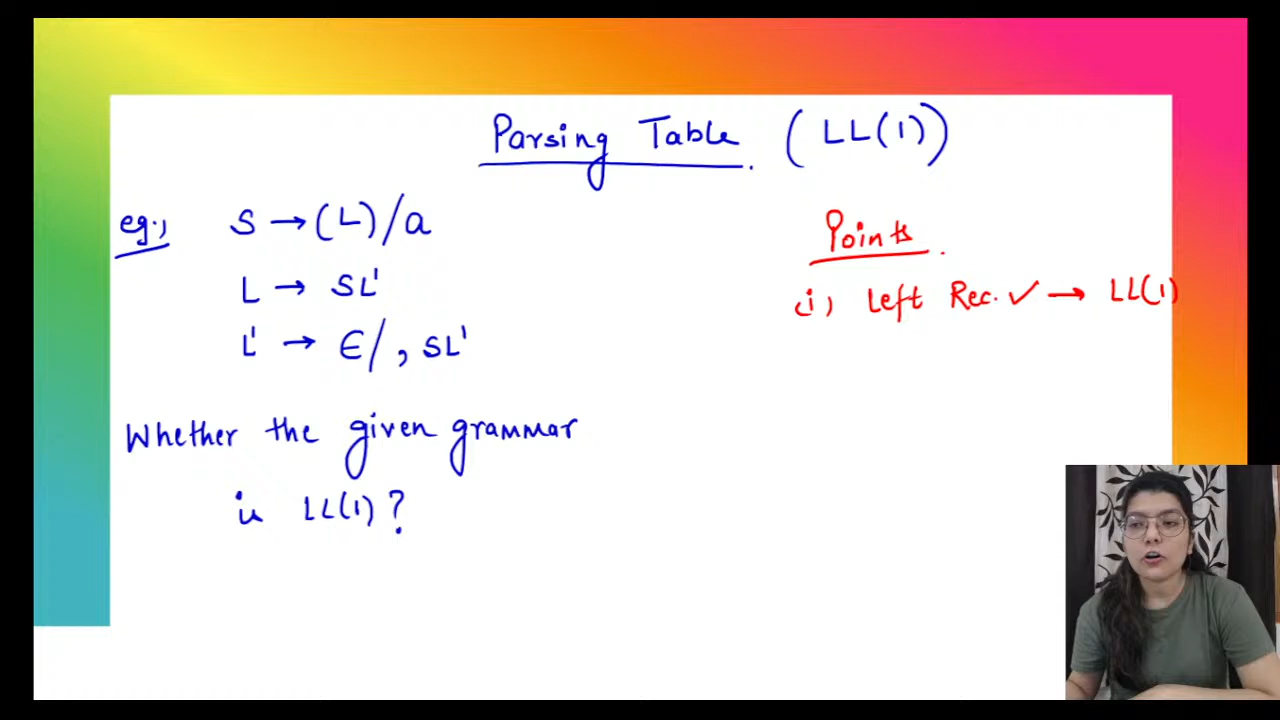 Parsing Table (LL(1))
eg:, S → (L)/a
L → SL'
L' → ϵ/, SL'
Whether the given grammar
is LL(1)?
Points
(i) Left Rec. ✓ → LL(1)